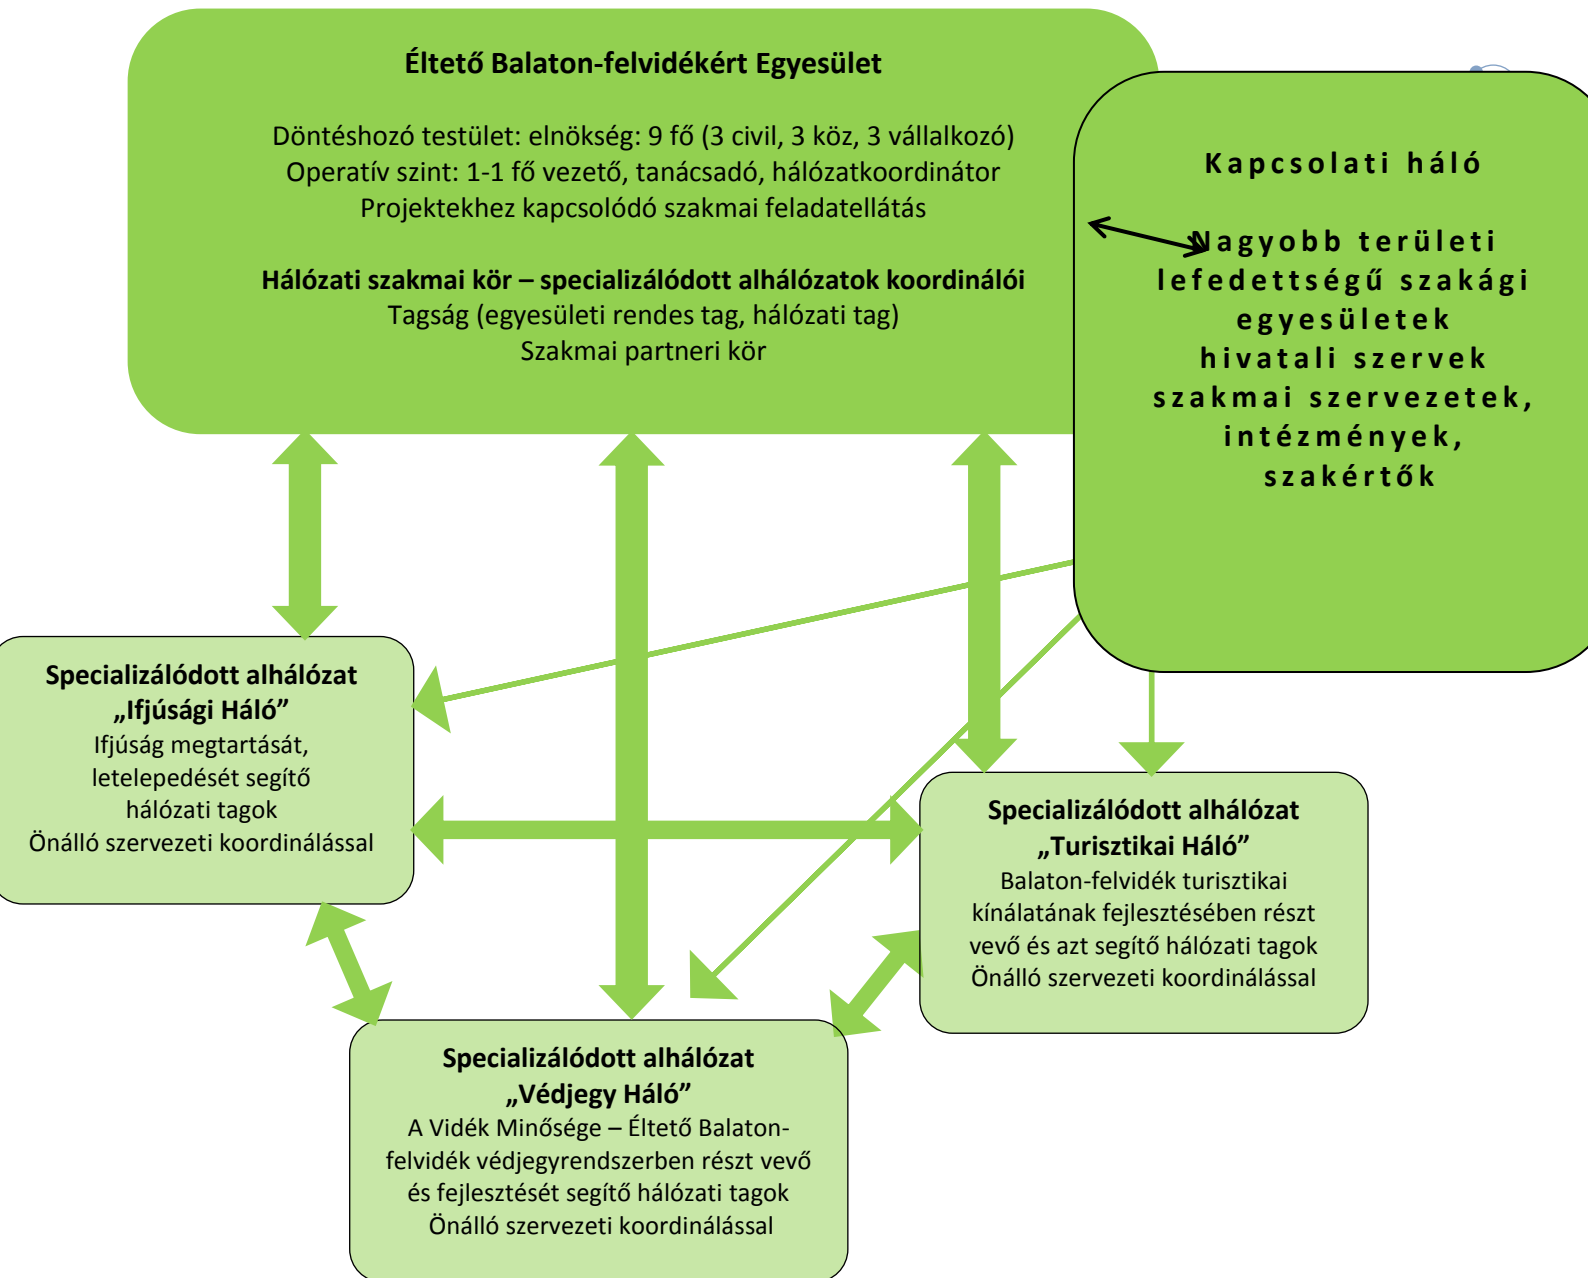 Éltető Balaton-felvidékért Egyesület
Döntéshozó testület: elnökség: 9 fő (3 civil, 3 köz, 3 vállalkozó)
Operatív szint: 1-1 fő vezető, tanácsadó, hálózatkoordinátor
Projektekhez kapcsolódó szakmai feladatellátás
Hálózati szakmai kör – specializálódott alhálózatok koordinálói
Tagság (egyesületi rendes tag, hálózati tag)
Szakmai partneri kör
Kapcsolati háló
Nagyobb területi
lefedettségű szakági
egyesületek
hivatali szervek
szakmai szervezetek,
intézmények,
szakértők
Specializálódott alhálózat
„Ifjúsági Háló”
Ifjúság megtartását,
letelepedését segítő
hálózati tagok
Önálló szervezeti koordinálással
Specializálódott alhálózat
„Turisztikai Háló”
Balaton-felvidék turisztikai
kínálatának fejlesztésében részt
vevő és azt segítő hálózati tagok
Önálló szervezeti koordinálással
Specializálódott alhálózat
„Védjegy Háló”
A Vidék Minősége – Éltető Balaton-
felvidék védjegyrendszerben részt vevő
és fejlesztését segítő hálózati tagok
Önálló szervezeti koordinálással